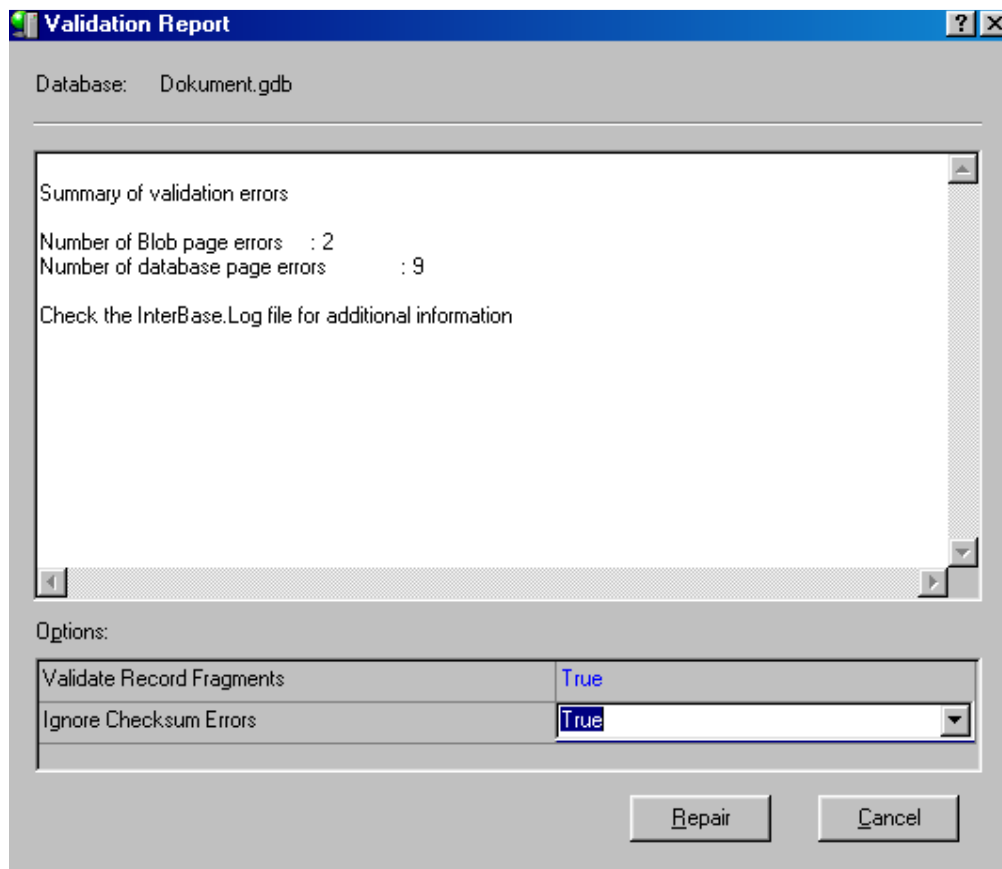 Validation Report
Database: Dokument.gdb
Summary of validation errors
Number of Blob page errors : 2
Number of database page errors : 9
Check the InterBase.Log file for additional information
Options:
Validate Record Fragments True
Ignore Checksum Errors True
Repair Cancel